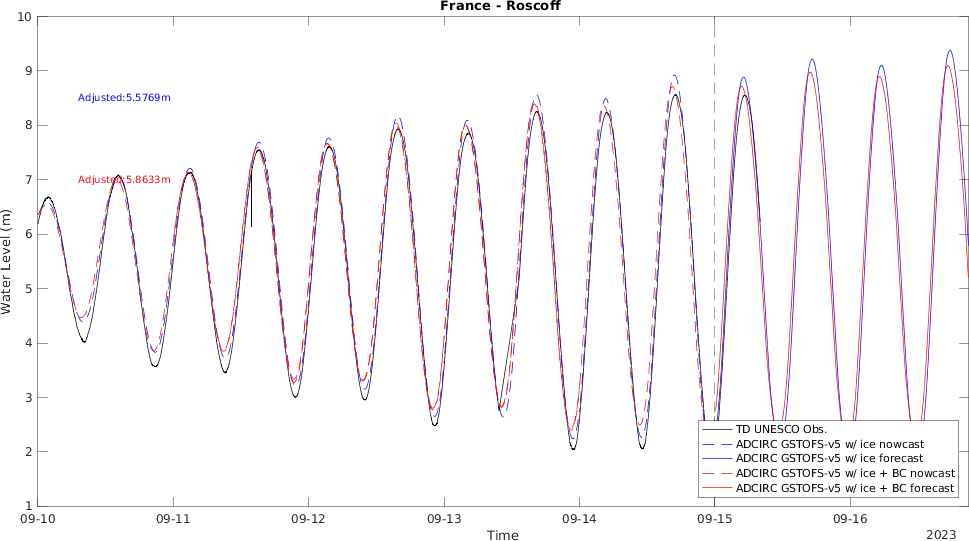 France - Roscoff
10
9
8
7
6
5
4
3
2
1
Water Level (m)
Adjusted:5.5769m
Adjusted:5.8633m
TD UNESCO Obs.
ADCIRC GSTOFS-v5 w/ ice nowcast
ADCIRC GSTOFS-v5 w/ ice forecast
ADCIRC GSTOFS-v5 w/ ice + BC nowcast
ADCIRC GSTOFS-v5 w/ ice + BC forecast
09-10 09-11 09-12 09-13 09-14 09-15 09-16
Time
2023